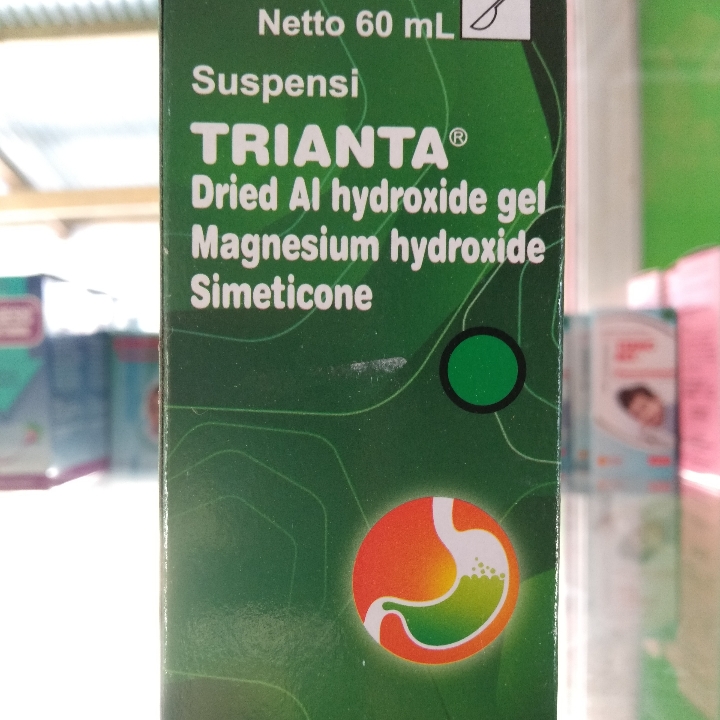 Netto 60 mL
Suspensi
TRIANTA®
Dried Al hydroxide gel
Magnesium hydroxide
Simeticone